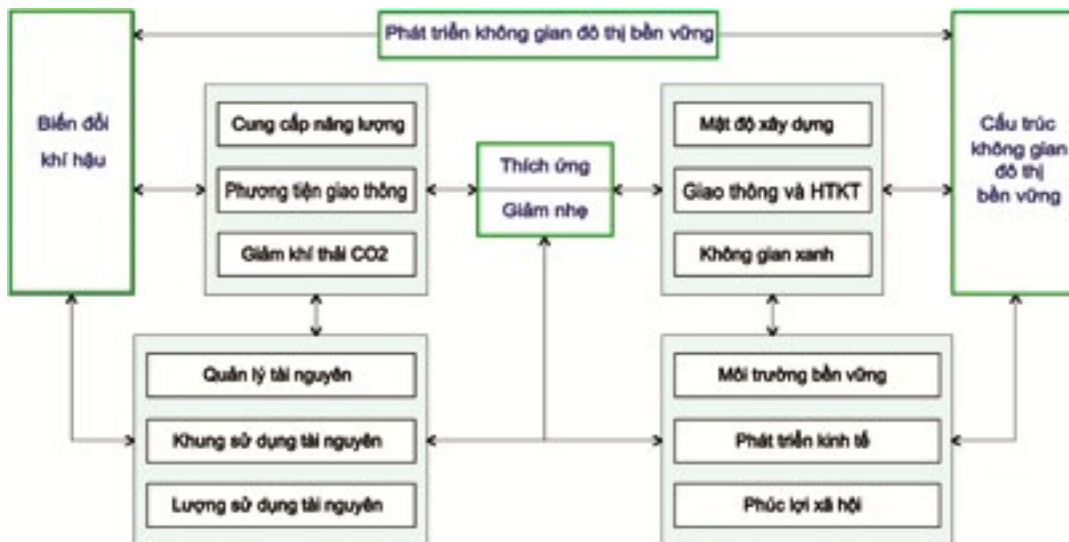 Phát triển không gian đô thị bền vững
Biến đổi
khí hậu
Cung cấp năng lượng
Phương tiện giao thông
Giảm khí thải CO2
Thích ứng
Giảm nhẹ
Mật độ xây dựng
Giao thông và HTKT
Không gian xanh
Cấu trúc
không gian
đô thị
bền vững
Quản lý tài nguyên
Khung sử dụng tài nguyên
Lượng sử dụng tài nguyên
Môi trường bền vững
Phát triển kinh tế
Phúc lợi xã hội